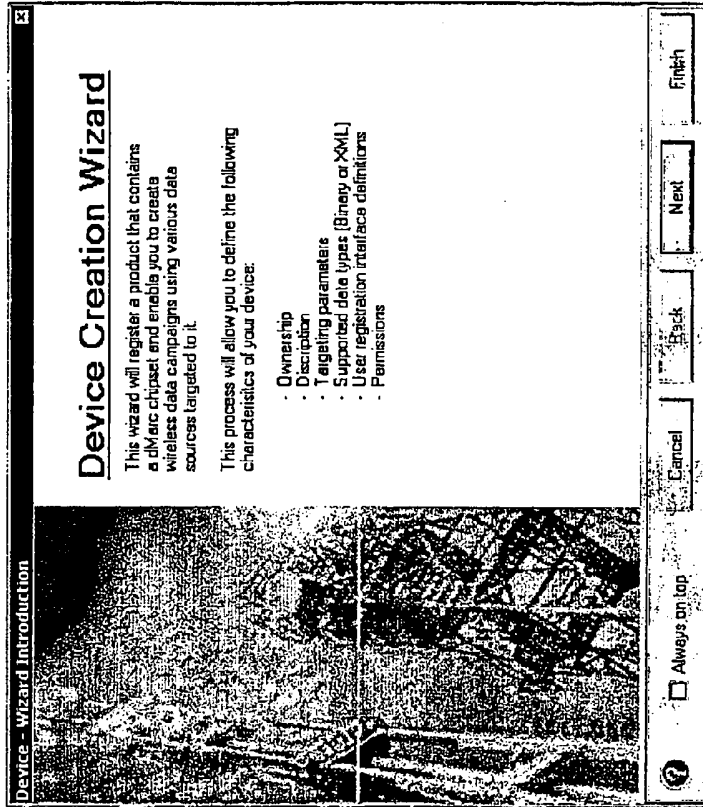 Device - Wizard Introduction
Device Creation Wizard
This wizard will register a product that contains
a dMarc chipset and enable you to create
wireless data campaigns using various data
sources targeted to it.
This process will allow you to define the following
characterisitcs of your device:
- Ownership
- Discription
- Targeting parameters
- Supported data types [Binary or XML]
- User registration interface definitions
- Permissions
Always on top
Cancel
Back
Next
Finish